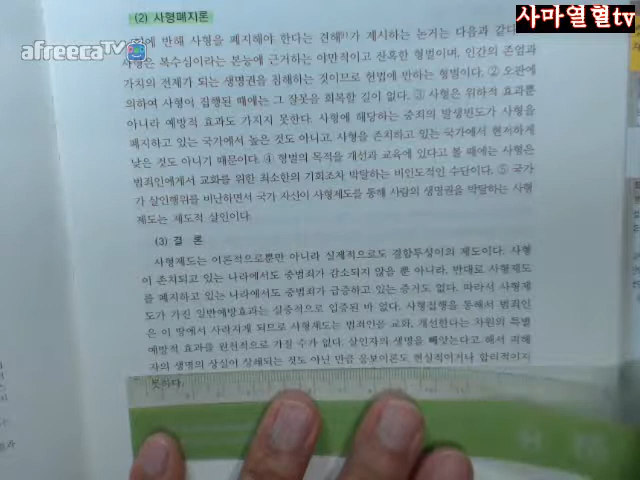 사마열혈tv
afreecaTV
(2) 사형폐지론
에 반해 사형을 폐지해야 한다는 견해가 제시하는 논거는 다음과 같다
사형은 복수심이라는 본능에 근거하는 야만적이고 잔혹한 형벌이며, 인간의 존엄과
가치의 전제가 되는 생명권을 침해하는 것이므로 헌법에 반하는 형벌이다. ② 오판에
의하여 사형이 집행된 때에는 그 잘못을 회복할 길이 없다. ③ 사형은 위하적 효과뿐
아니라 예방적 효과도 가지지 못한다. 사형에 해당하는 중죄의 발생빈도가 사형을
폐지하고 있는 국가에서 높은 것도 아니고, 사형을 존치하고 있는 국가에서 현저하게
낮은 것도 아니기 때문이다. ④ 형벌의 목적을 개선과 교육에 있다고 볼 때에는 사형은
범죄인에게서 교화를 위한 최소한의 기회조차 박탈하는 비인도적인 수단이다. ⑤ 국가
가 살인행위를 비난하면서 국가 자신이 사형제도를 통해 사람의 생명권을 박탈하는 사형
제도는 제도적 살인이다.
(3) 결 론
사형제도는 이론적으로뿐만 아니라 실제적으로도 결함투성이의 제도이다. 사형
이 존치되고 있는 나라에서도 중범죄가 감소되지 않을 뿐 아니라, 반대로 사형제도
를 폐지하고 있는 나라에서도 중범죄가 급증하고 있는 증거도 없다. 따라서 사형제
도가 가진 일반예방효과는 실증적으로 입증된 바 없다. 사형집행을 통해서 범죄인
은 이 땅에서 사라지게 되므로 사형제도는 범죄인을 교화, 개선한다는 차원의 특별
예방적 효과를 원천적으로 가질 수가 없다. 살인자의 생명을 빼앗는다고 해서 피해
자의 생명의 상실이 상쇄되는 것도 아닌 만큼 응보이론도 현실적이거나 합리적이지
못하다.